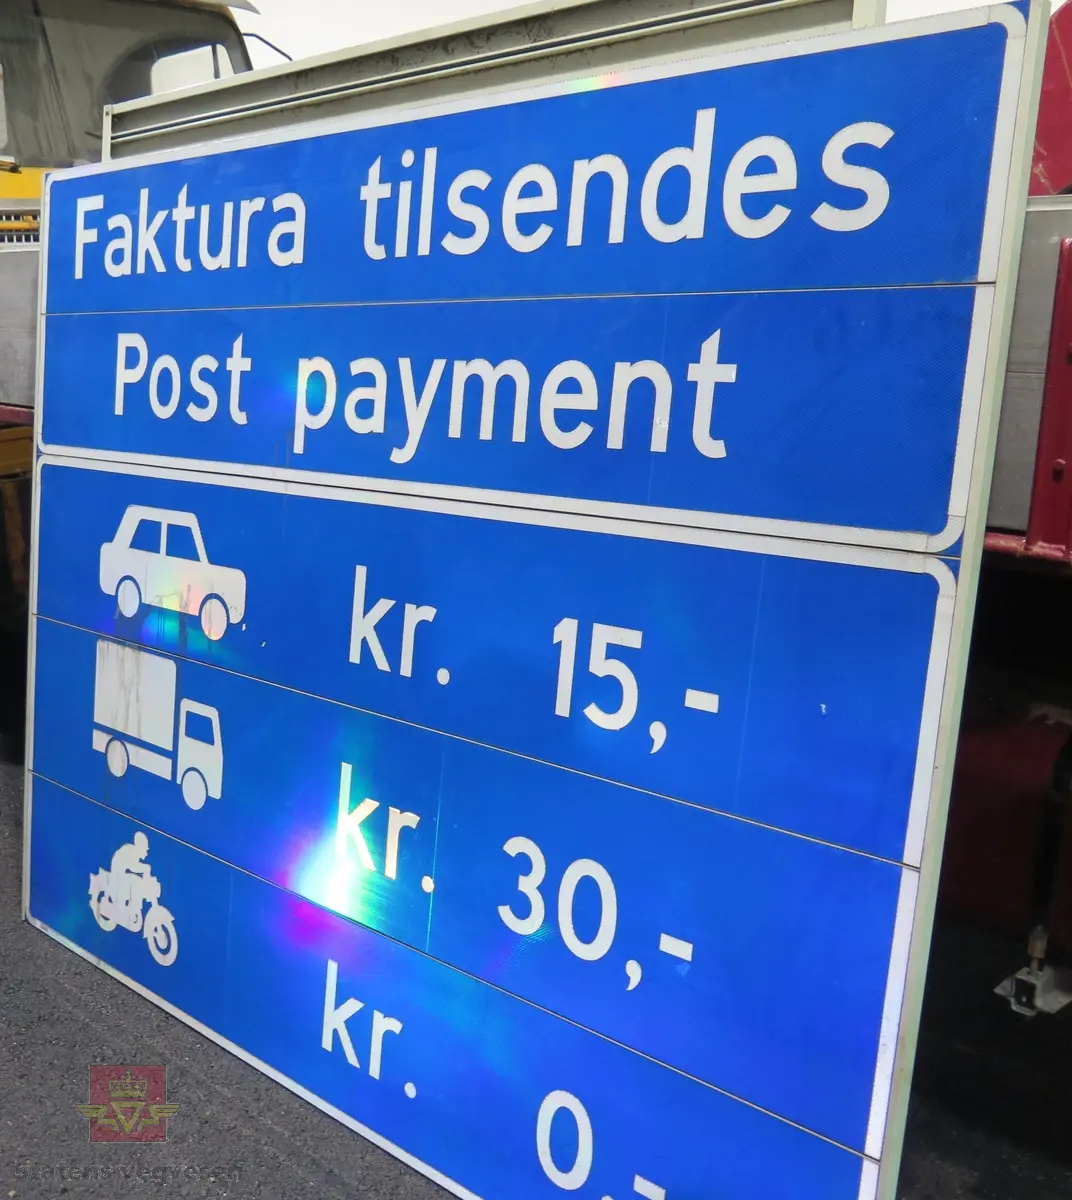 Faktura tilsendes
Post payment
kr. 15,-
kr. 30,-
kr. 0,-
Statens vegvesen